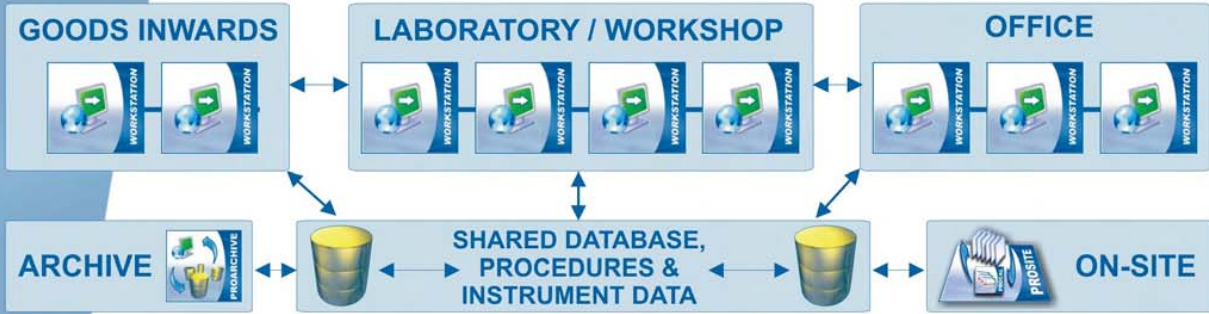 GOODS INWARDS
WORKSTATION
WORKSTATION
LABORATORY / WORKSHOP
WORKSTATION
WORKSTATION
WORKSTATION
WORKSTATION
OFFICE
WORKSTATION
WORKSTATION
WORKSTATION
ARCHIVE
PROARCHIVE
SHARED DATABASE,
PROCEDURES &
INSTRUMENT DATA
PROSITE
ON-SITE